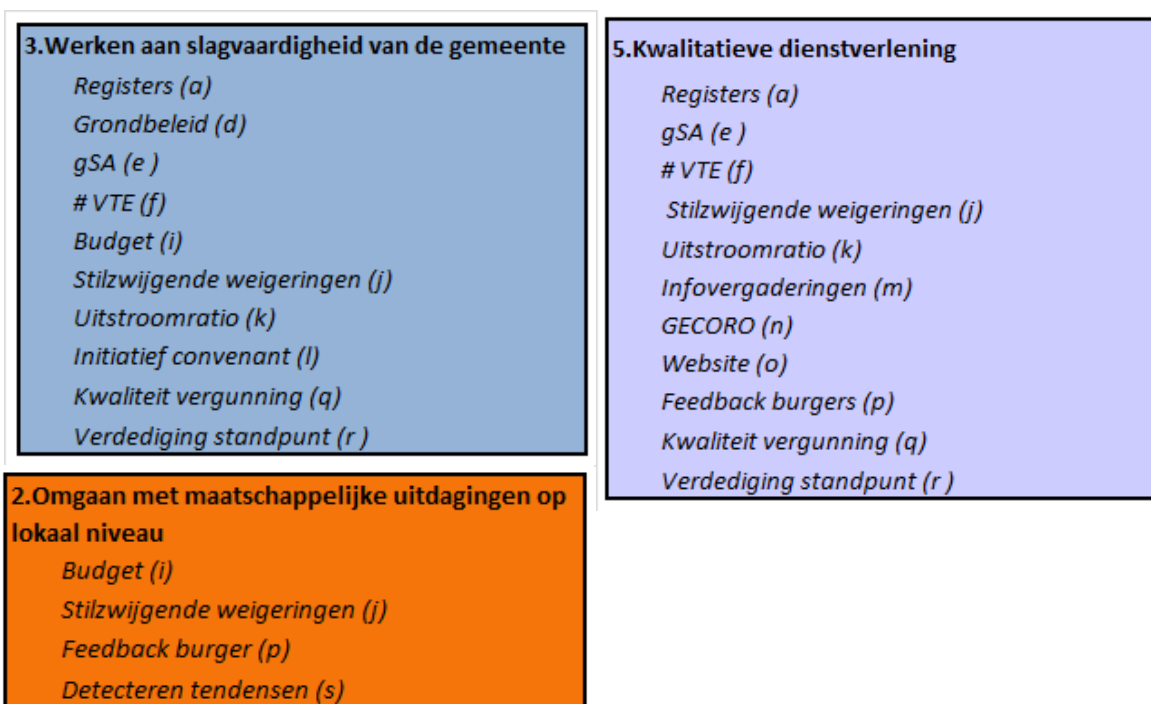 3.Werken aan slagvaardigheid van de gemeente
Registers (a)
Grondbeleid (d)
gSA (e )
# VTE (f)
Budget (i)
Stilzwijgende weigeringen (j)
Uitstroomratio (k)
Initiatief convenant (l)
Kwaliteit vergunning (q)
Verdediging standpunt (r )
5.Kwalitatieve dienstverlening
Registers (a)
gSA (e )
# VTE (f)
Stilzwijgende weigeringen (j)
Uitstroomratio (k)
Infovergaderingen (m)
GECORO (n)
Website (o)
Feedback burgers (p)
Kwaliteit vergunning (q)
Verdediging standpunt (r )
2.Omgaan met maatschappelijke uitdagingen op
lokaal niveau
Budget (i)
Stilzwijgende weigeringen (j)
Feedback burger (p)
Detecteren tendensen (s)